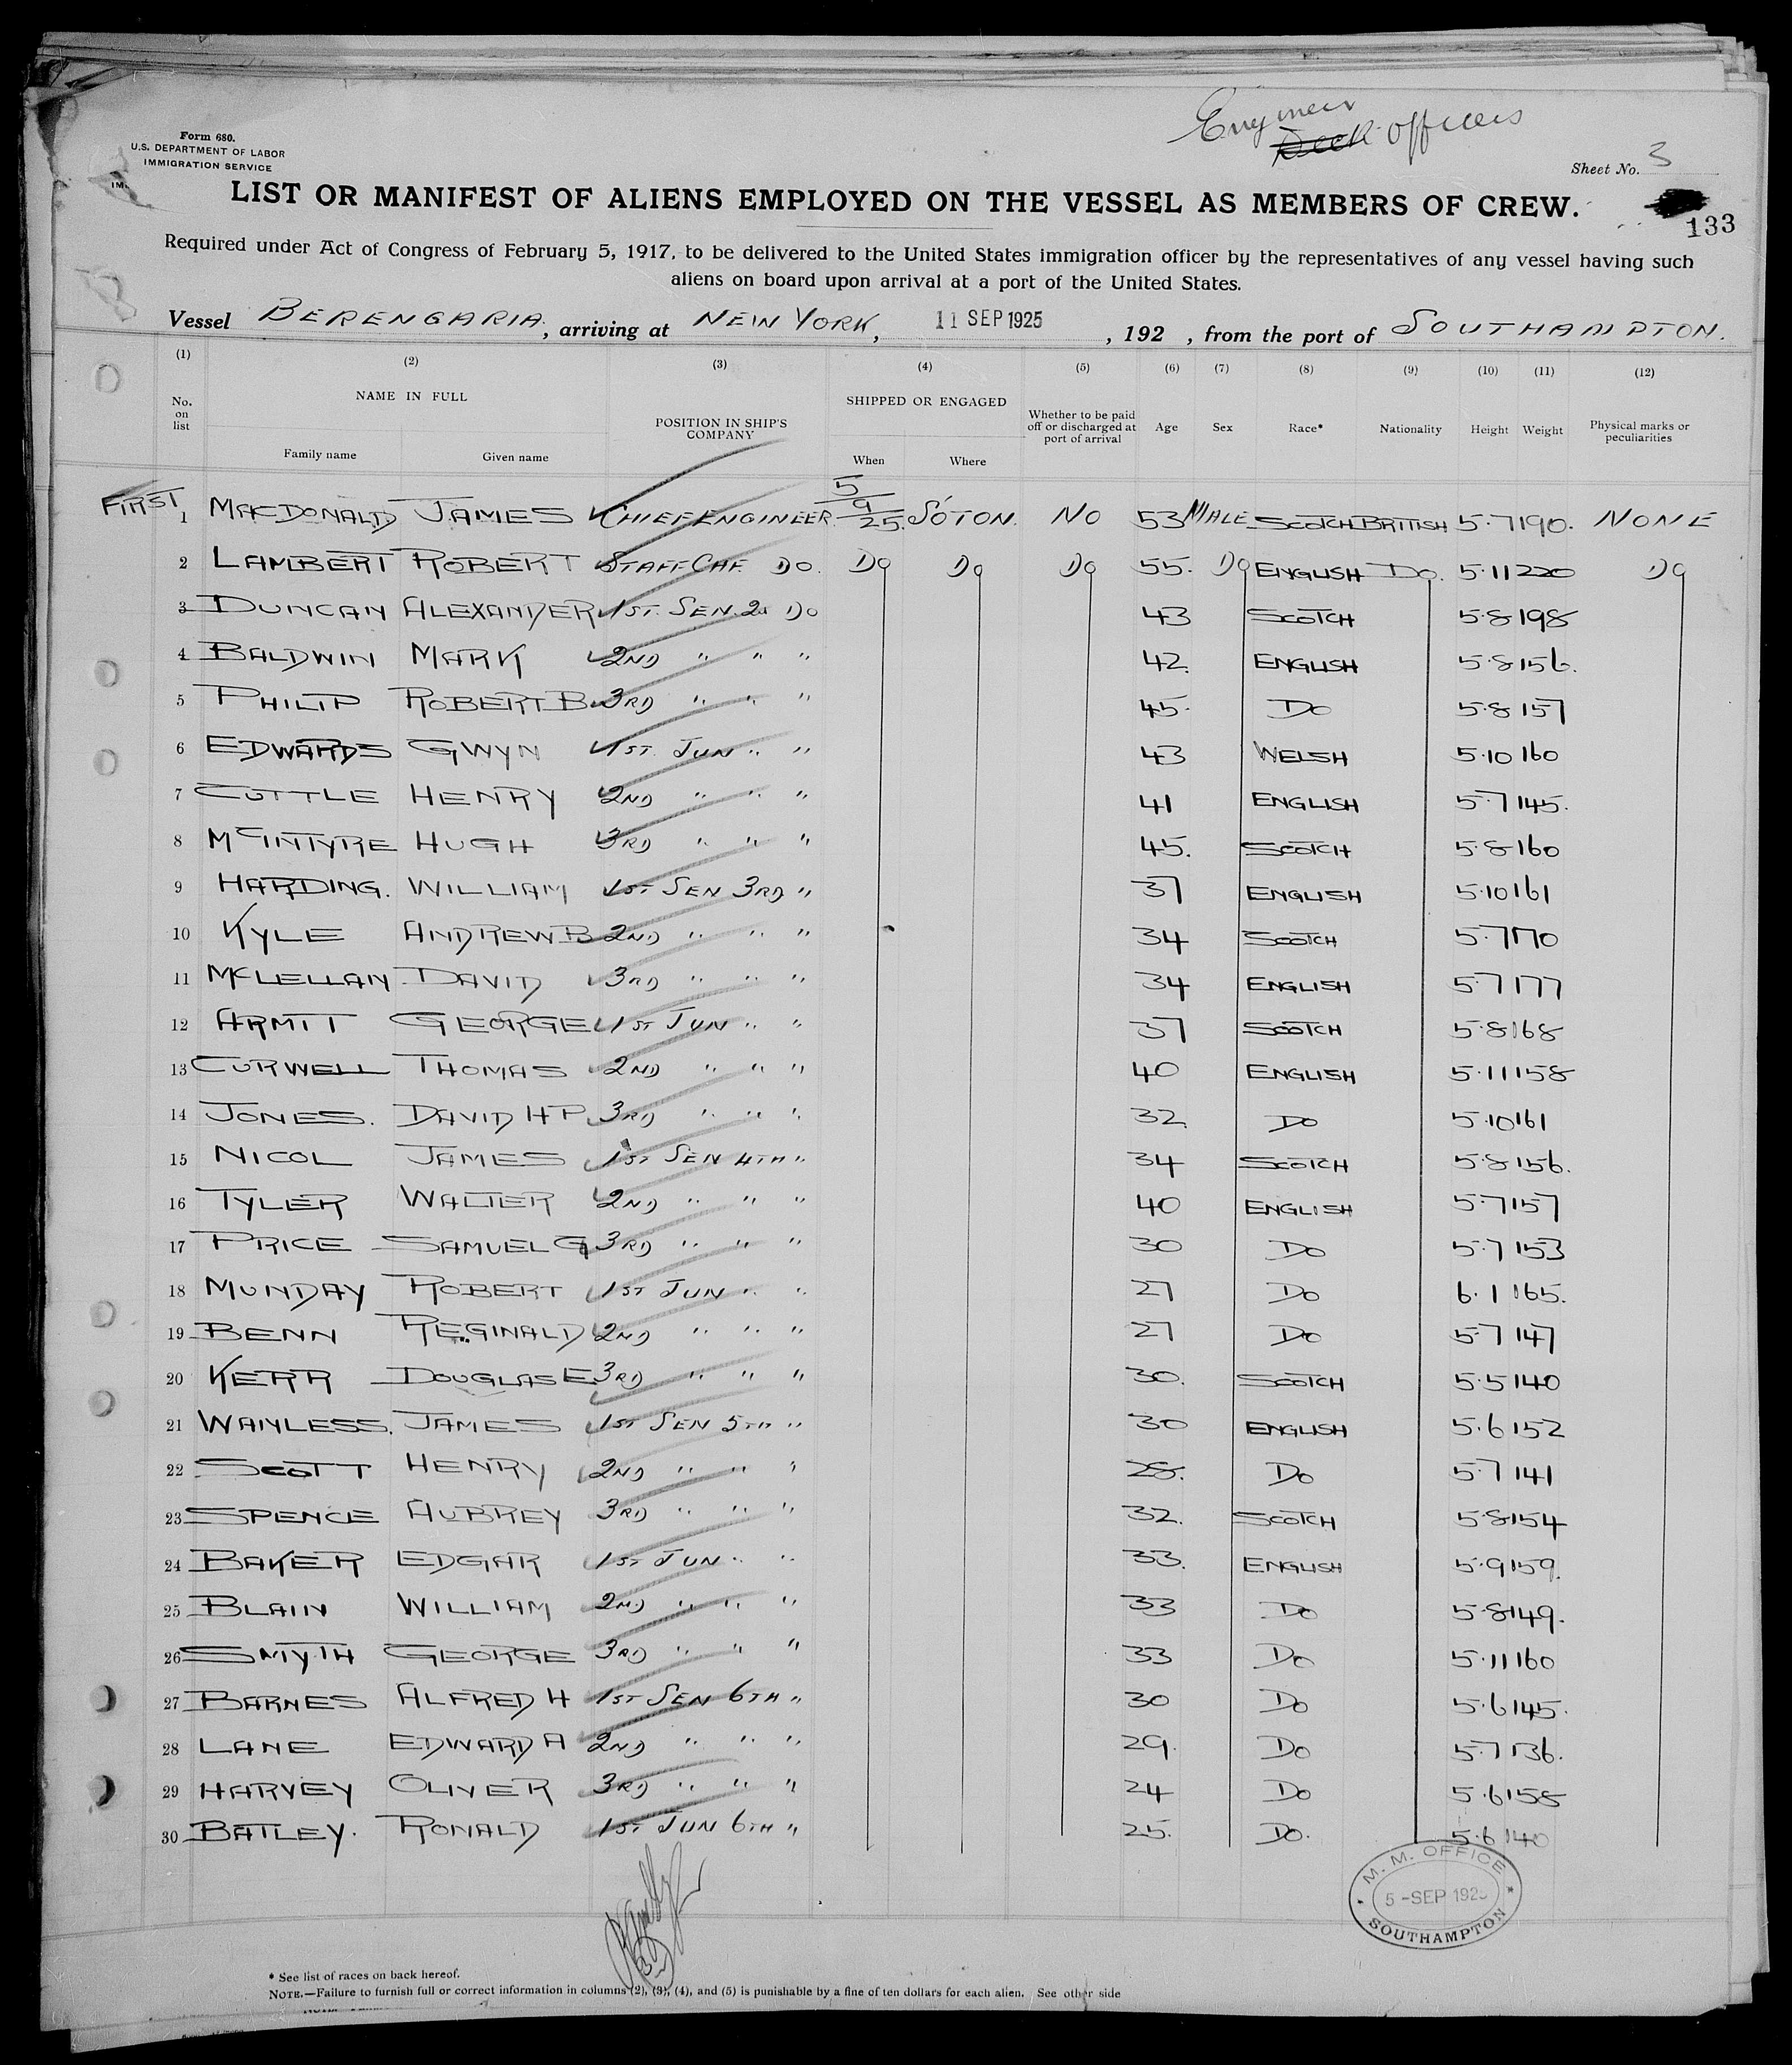 Engineer
Deck Officers
Form 680.
U.S. DEPARTMENT OF LABOR
IMMIGRATION SERVICE
Sheet No. 3
LIST OR MANIFEST OF ALIENS EMPLOYED ON THE VESSEL AS MEMBERS OF CREW.
133
Required under Act of Congress of February 5, 1917, to be delivered to the United States immigration officer by the representatives of any vessel having such
aliens on board upon arrival at a port of the United States.
Vessel BERENGARIA, arriving at NEW YORK, 11 SEP 1925, 192 , from the port of SOUTHAMPTON.
(1) (2) (3) (4) (5) (6) (7) (8) (9) (10) (11) (12)
No. on list NAME IN FULL POSITION IN SHIP'S COMPANY SHIPPED OR ENGAGED Whether to be paid off or discharged at port of arrival Age Sex Race* Nationality Height Weight Physical marks or peculiarities
Family name Given name When Where
FIRST
1 MACDONALD JAMES CHIEF ENGINEER. 5/9/25. S'OTON. NO 53 MALE SCOTCH BRITISH 5.7 190. NONE
2 LAMBERT ROBERT STAFF CHF. DO. DO DO DO 55. DO ENGLISH DO. 5.11 220 DO
3 DUNCAN ALEXANDER 1ST. SEN. 2D DO 43 SCOTCH 5.8 198
4 BALDWIN MARK 2ND " " " 42. ENGLISH 5.8 156.
5 PHILIP ROBERT B 3RD " " " 45. DO 5.8 157
6 EDWARDS GWYN 1ST. JUN " " 43 WELSH 5.10 160
7 COTTLE HENRY 2ND " " " 41 ENGLISH 5.7 145.
8 MCINTYRE HUGH 3RD " " " 45. SCOTCH 5.8 160
9 HARDING. WILLIAM 1ST SEN 3RD " 37 ENGLISH 5.10 161
10 KYLE ANDREW B 2ND " " " 34 SCOTCH 5.7 170
11 MCLELLAN DAVID 3RD " " " 34 ENGLISH 5.7 177
12 ARMIT GEORGE 1ST JUN " " 37 SCOTCH 5.8 168
13 CURWELL THOMAS 2ND " " " 40 ENGLISH 5.11 158
14 JONES. DAVID H P 3RD " " " 32. DO 5.10 161
15 NICOL JAMES 1ST SEN 4TH " 34 SCOTCH 5.8 156.
16 TYLER WALTER 2ND " " " 40 ENGLISH 5.7 157
17 PRICE SAMUEL G 3RD " " " 30 DO 5.7 153
18 MUNDAY ROBERT 1ST JUN " " 27 DO 6.1 165.
19 BENN REGINALD 2ND " " " 27 DO 5.7 147
20 KERR DOUGLAS E 3RD " " " 30. SCOTCH 5.5 140
21 WANLESS. JAMES 1ST SEN 5TH " 30 ENGLISH 5.6 152
22 SCOTT HENRY 2ND " " " 28. DO 5.7 141
23 SPENCE AUBREY 3RD " " " 32. SCOTCH 5.8 154
24 BAKER EDGAR 1ST JUN " " 33. ENGLISH 5.9 159.
25 BLAIN WILLIAM 2ND " " " 33 DO 5.8 149.
26 SMYTH GEORGE 3RD " " " 33 DO 5.11 160
27 BARNES ALFRED H 1ST SEN 6TH " 30 DO 5.6 145.
28 LANE EDWARD A 2ND " " " 29. DO 5.7 136.
29 HARVEY OLIVER 3RD " " " 24 DO 5.6 158
30 BATLEY. RONALD 1ST JUN 6TH " 25. DO. 5.6 140
M. M. OFFICE
5 -SEP 192
SOUTHAMPTON
* See list of races on back hereof.
NOTE.—Failure to furnish full or correct information in columns (2), (3), (4), and (5) is punishable by a fine of ten dollars for each alien. See other side